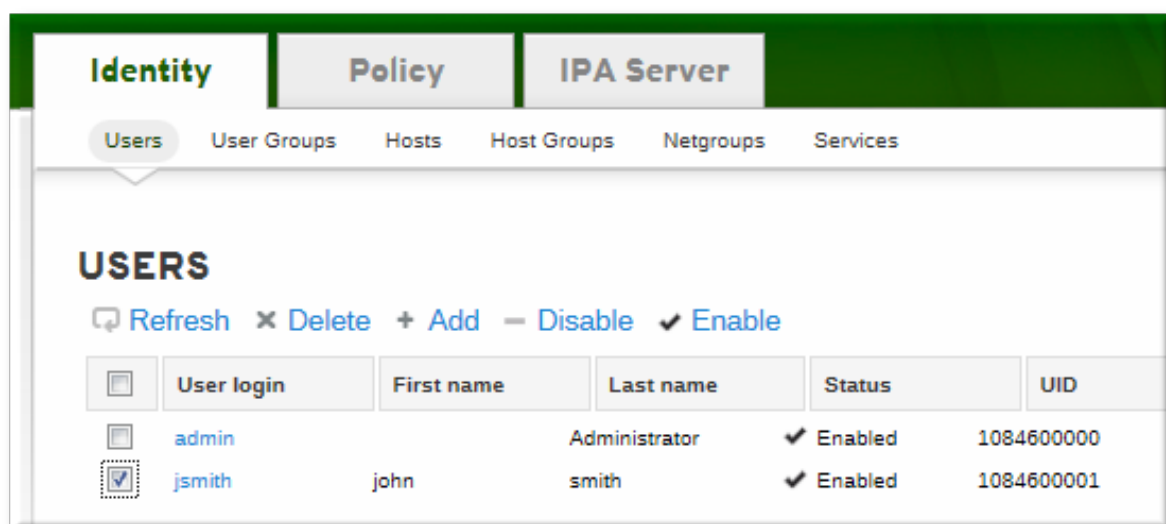 Identity Policy IPA Server
Users User Groups Hosts Host Groups Netgroups Services
USERS
Refresh Delete Add Disable Enable
User login First name Last name Status UID
admin Administrator Enabled 1084600000
jsmith john smith Enabled 1084600001